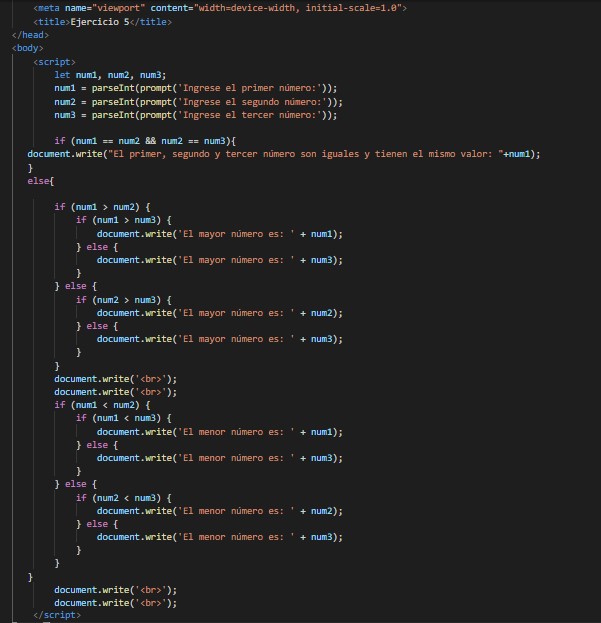 <meta name="viewport" content="width=device-width, initial-scale=1.0">
<title>Ejercicio 5</title>
</head>
<body>
<script>
let num1, num2, num3;
num1 = parseInt(prompt('Ingrese el primer número:'));
num2 = parseInt(prompt('Ingrese el segundo número:'));
num3 = parseInt(prompt('Ingrese el tercer número:'));
if (num1 == num2 && num2 == num3){
document.write("El primer, segundo y tercer número son iguales y tienen el mismo valor: "+num1);
}
else{
if (num1 > num2) {
if (num1 > num3) {
document.write('El mayor número es: ' + num1);
} else {
document.write('El mayor número es: ' + num3);
}
} else {
if (num2 > num3) {
document.write('El mayor número es: ' + num2);
} else {
document.write('El mayor número es: ' + num3);
}
}
document.write('<br>');
document.write('<br>');
if (num1 < num2) {
if (num1 < num3) {
document.write('El menor número es: ' + num1);
} else {
document.write('El menor número es: ' + num3);
}
} else {
if (num2 < num3) {
document.write('El menor número es: ' + num2);
} else {
document.write('El menor número es: ' + num3);
}
}
}
document.write('<br>');
document.write('<br>');
</script>